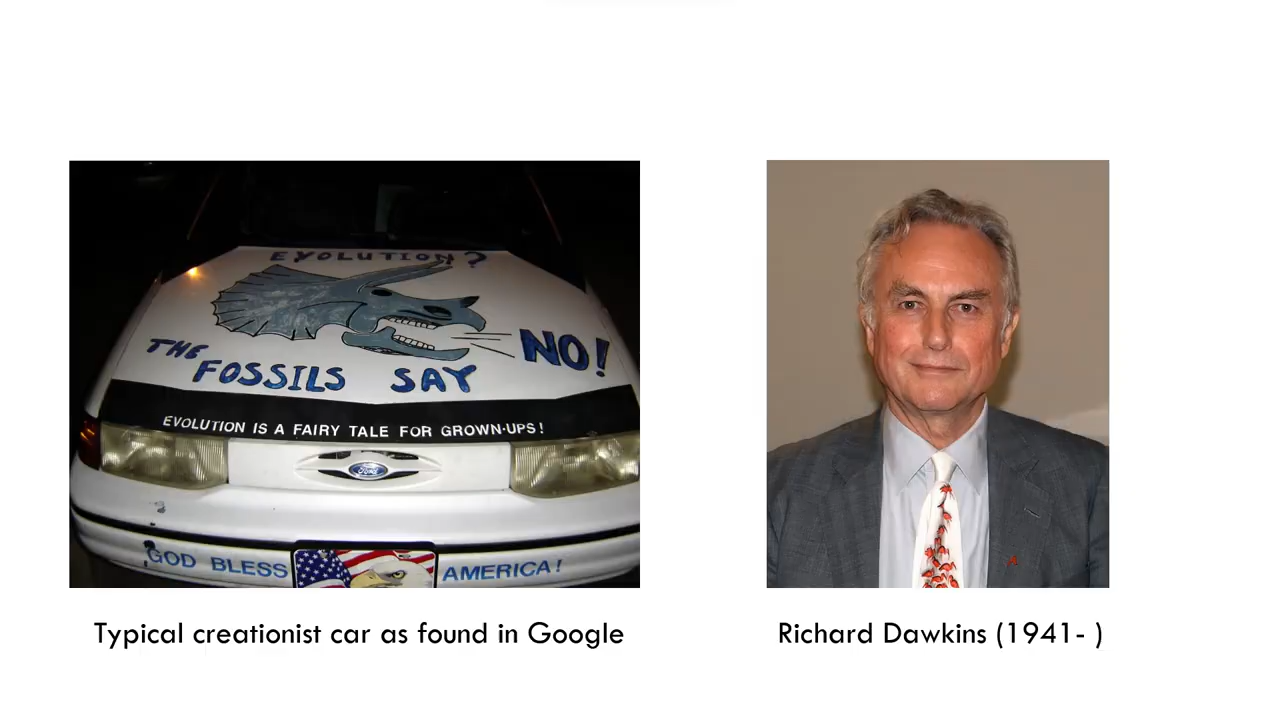 EVOLUTION?
THE
FOSSILS SAY NO!
EVOLUTION IS A FAIRY TALE FOR GROWN-UPS!
Ford
GOD BLESS AMERICA!
Typical creationist car as found in Google
Richard Dawkins (1941- )